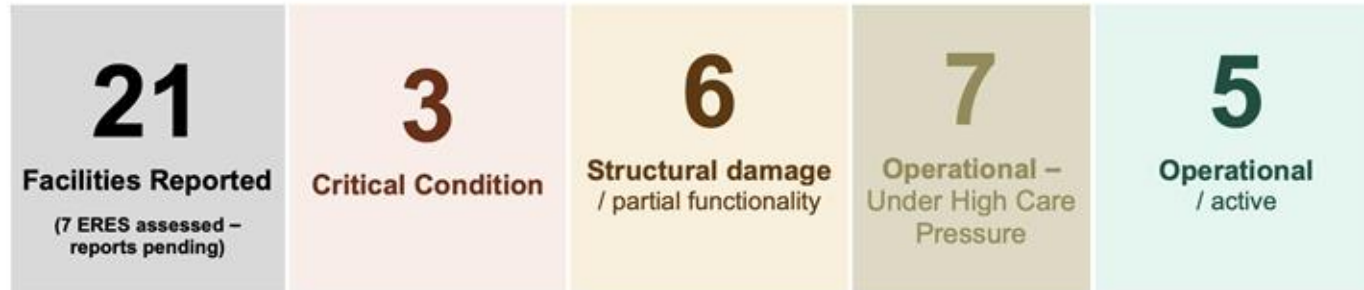 21
Facilities Reported
(7 ERES assessed –
reports pending)
3
Critical Condition
6
Structural damage
/ partial functionality
7
Operational –
Under High Care
Pressure
5
Operational
/ active